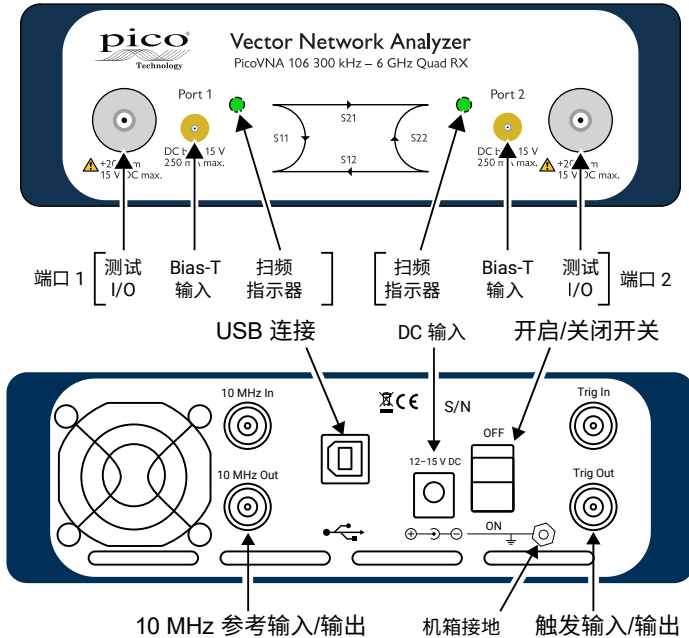 pico
Technology
Vector Network Analyzer
PicoVNA 106 300 kHz – 6 GHz Quad RX
Port 1
Port 2
S21
S11
S22
S12
DC b 15 V
250 m max.
DC b 15 V
250 m max.
+20 m
15 V DC max.
+20 m
15 V DC max.
端口 1
测试
I/O
Bias-T
输入
扫频
指示器
扫频
指示器
Bias-T
输入
测试
I/O
端口 2
USB 连接
DC 输入
开启/关闭开关
10 MHz In
CE
S/N
Trig In
OFF
12–15 V DC
10 MHz Out
Trig Out
ON
10 MHz 参考输入/输出
机箱接地
触发输入/输出